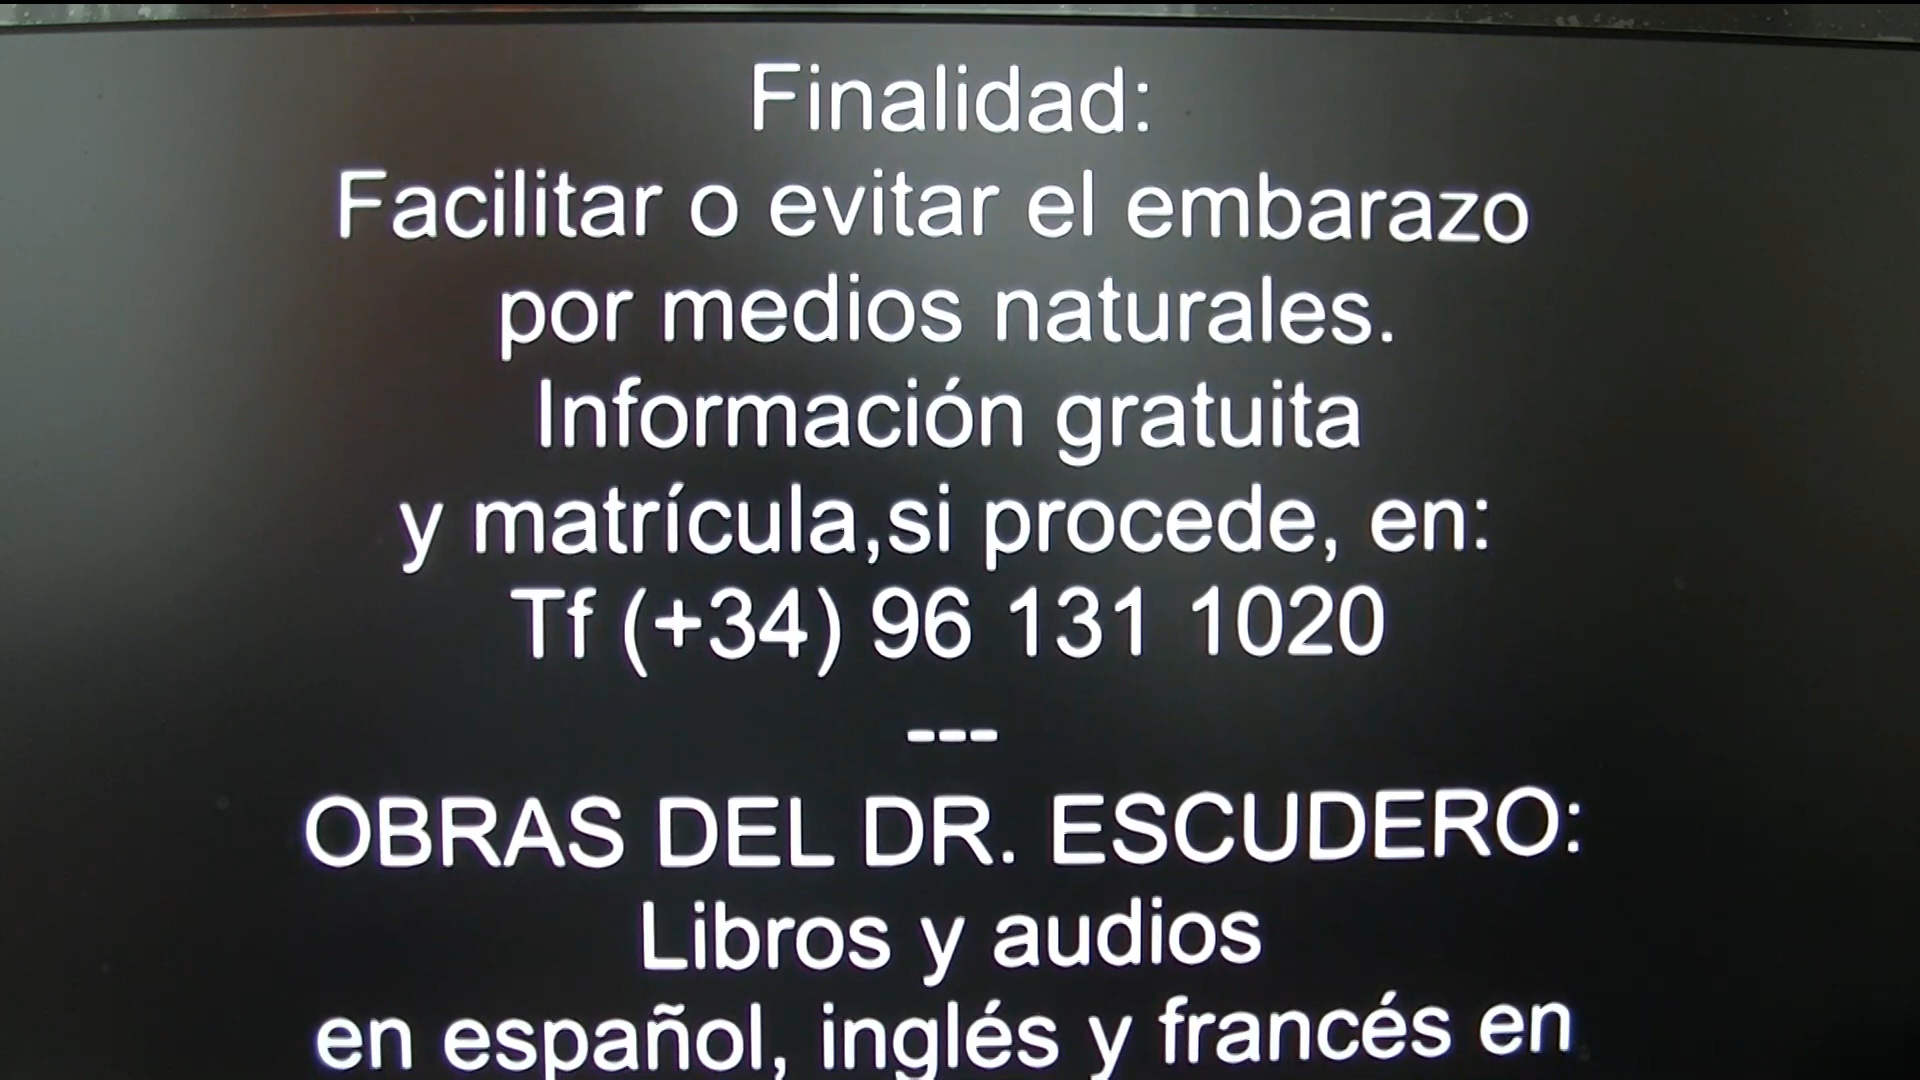 Finalidad:
Facilitar o evitar el embarazo
por medios naturales.
Información gratuita
y matrícula,si procede, en:
Tf (+34) 96 131 1020
---
OBRAS DEL DR. ESCUDERO:
Libros y audios
en español, inglés y francés en